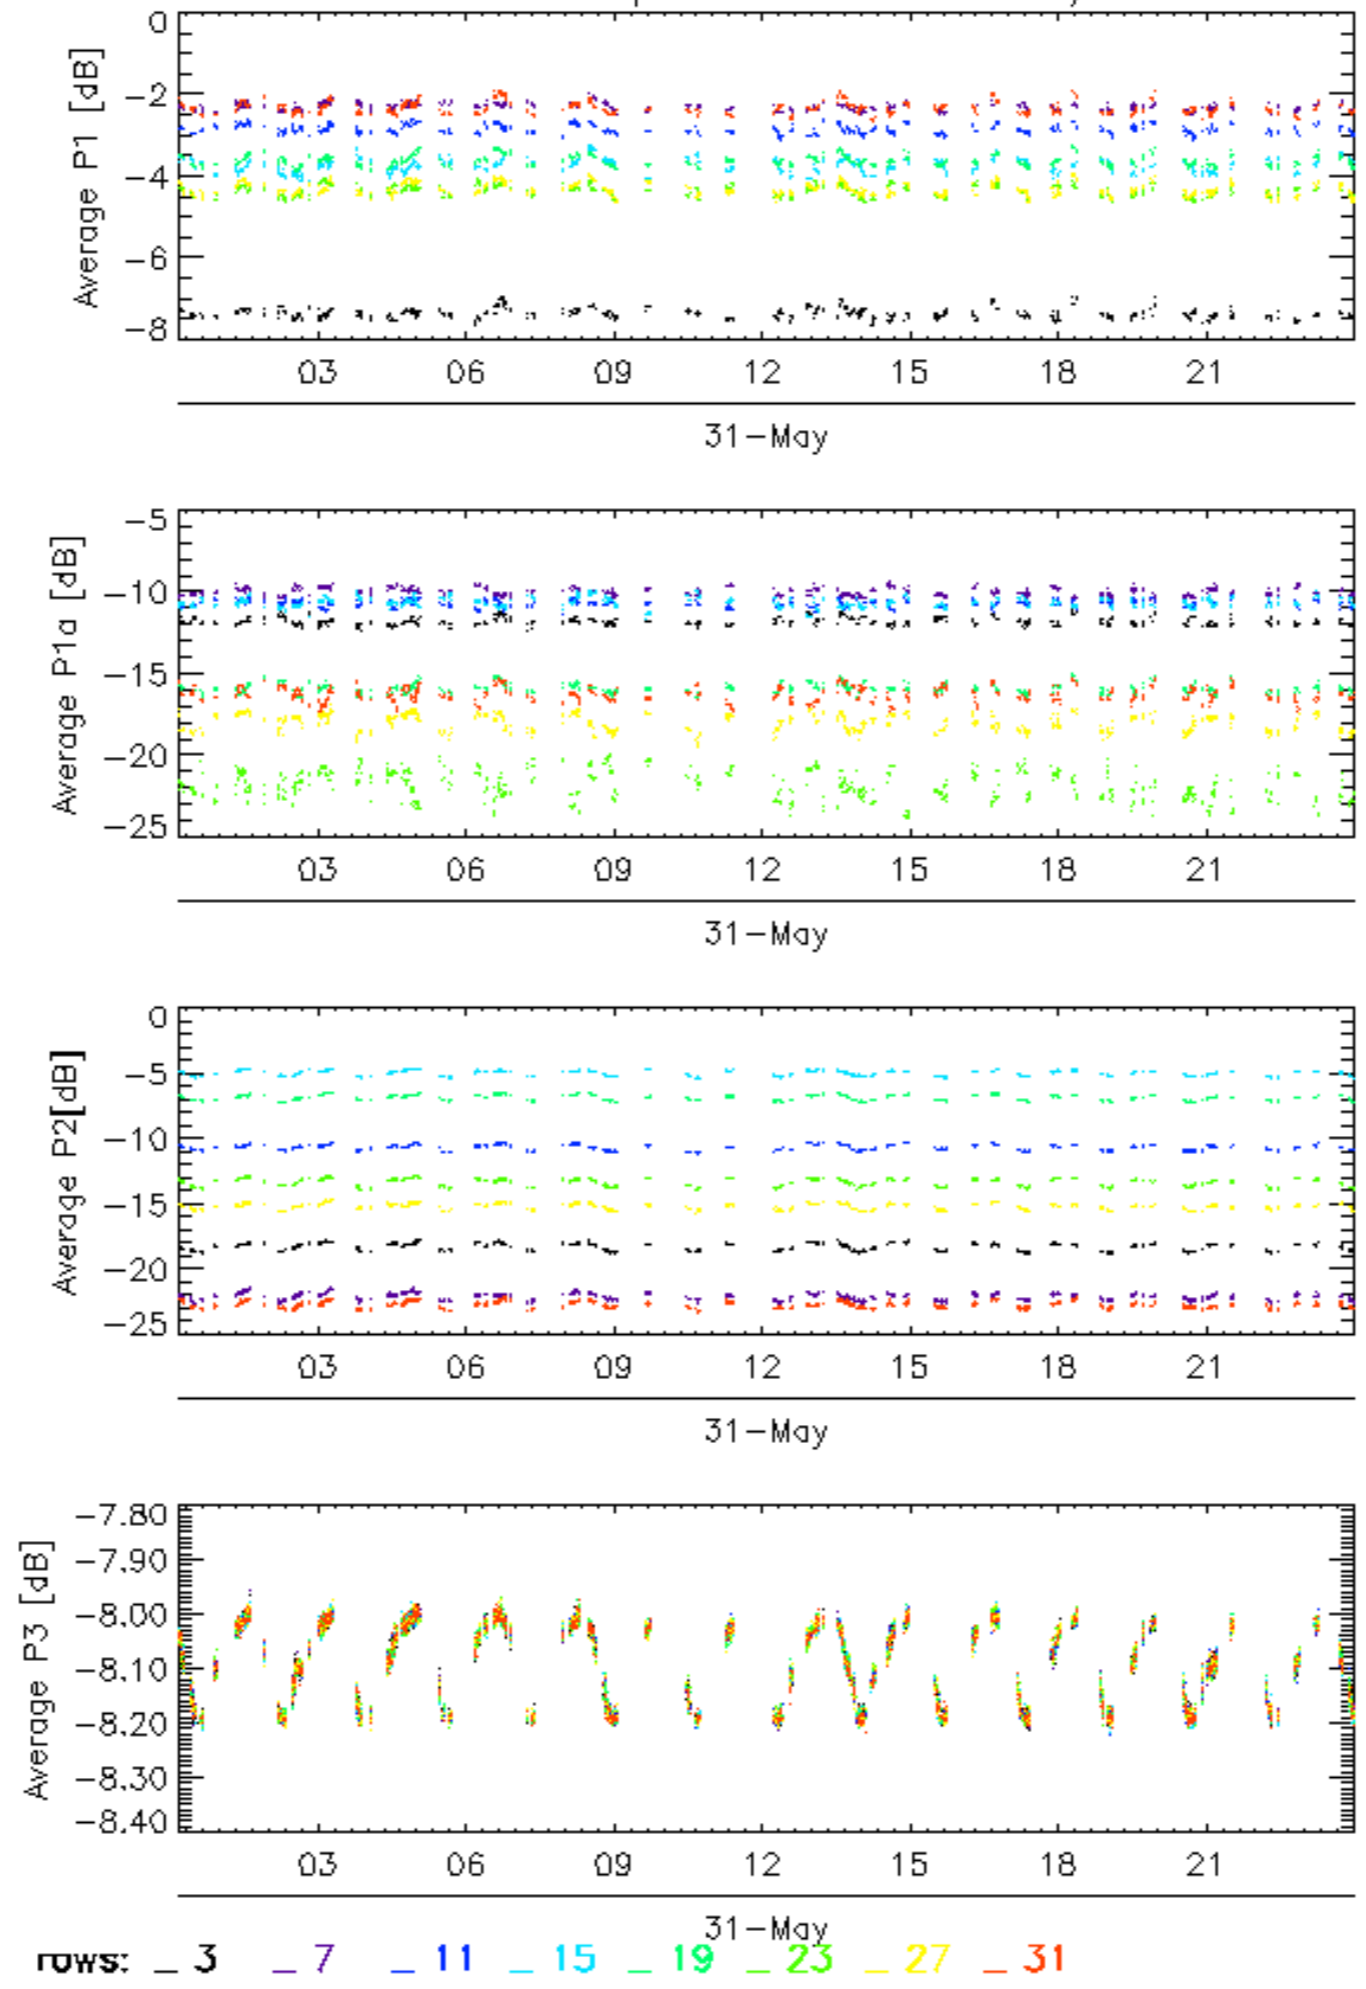 0
−2
−4
−6
−8
Average P1 [dB]
03 06 09 12 15 18 21
31−May
−5
−10
−15
−20
−25
Average P1a [dB]
03 06 09 12 15 18 21
31−May
0
−5
−10
−15
−20
−25
Average P2[dB]
03 06 09 12 15 18 21
31−May
−7.80
−7.90
−8.00
−8.10
−8.20
−8.30
−8.40
Average P3 [dB]
03 06 09 12 15 18 21
31−May
rows: _ 3 _ 7 _ 11 _ 15 _ 19 _ 23 _ 27 _ 31